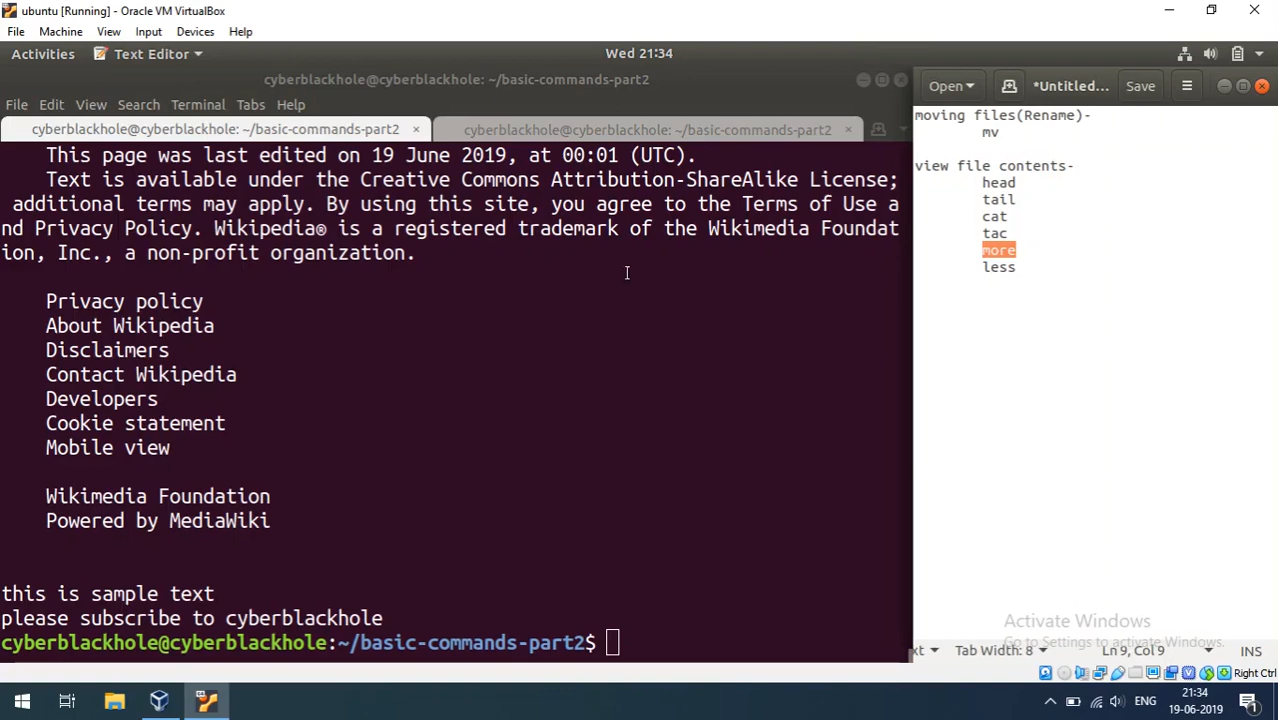 ubuntu [Running] - Oracle VM VirtualBox
File Machine View Input Devices Help
Activities Text Editor Wed 21:34
cyberblackhole@cyberblackhole: ~/basic-commands-part2
File Edit View Search Terminal Tabs Help
cyberblackhole@cyberblackhole: ~/basic-commands-part2 × cyberblackhole@cyberblackhole: ~/basic-commands-part2 ×
This page was last edited on 19 June 2019, at 00:01 (UTC).
Text is available under the Creative Commons Attribution-ShareAlike License;
additional terms may apply. By using this site, you agree to the Terms of Use a
nd Privacy Policy. Wikipedia® is a registered trademark of the Wikimedia Foundat
ion, Inc., a non-profit organization.
Privacy policy
About Wikipedia
Disclaimers
Contact Wikipedia
Developers
Cookie statement
Mobile view
Wikimedia Foundation
Powered by MediaWiki
this is sample text
please subscribe to cyberblackhole
cyberblackhole@cyberblackhole:~/basic-commands-part2$
Open *Untitled... Save
moving files(Rename)-
mv
view file contents-
head
tail
cat
tac
more
less
Activate Windows
Go to Settings to activate Windows.
xt Tab Width: 8 Ln 9, Col 9 INS
Right Ctrl
ENG 21:34
19-06-2019
1